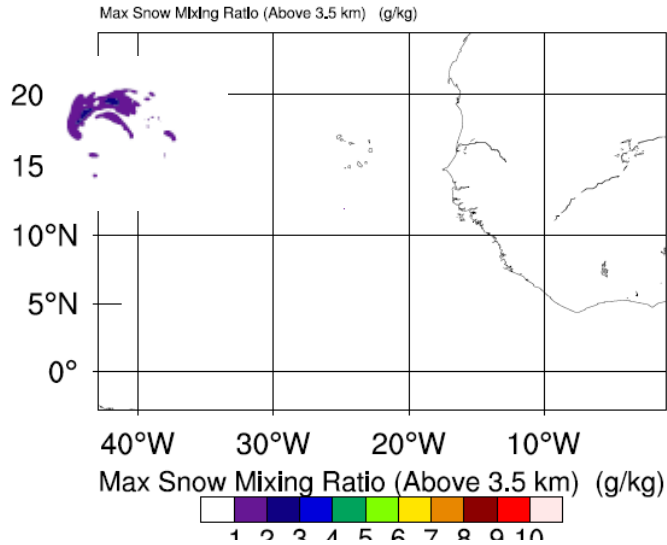 Max Snow Mixing Ratio (Above 3.5 km) (g/kg)
20
15
10°N
5°N
0°
40°W 30°W 20°W 10°W
Max Snow Mixing Ratio (Above 3.5 km) (g/kg)
1 2 3 4 5 6 7 8 9 10